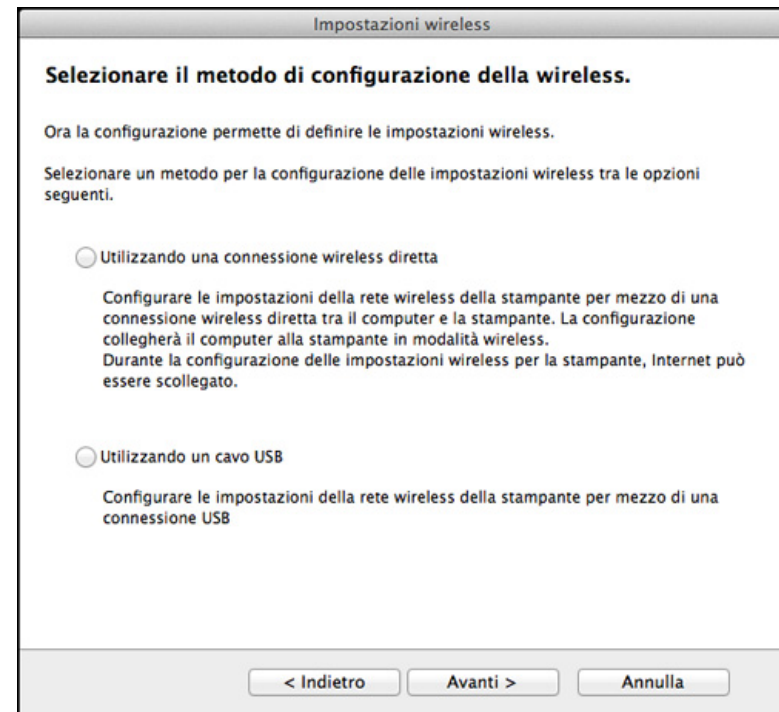 Impostazioni wireless
Selezionare il metodo di configurazione della wireless.
Ora la configurazione permette di definire le impostazioni wireless.
Selezionare un metodo per la configurazione delle impostazioni wireless tra le opzioni
seguenti.
Utilizzando una connessione wireless diretta
Configurare le impostazioni della rete wireless della stampante per mezzo di una
connessione wireless diretta tra il computer e la stampante. La configurazione
collegherà il computer alla stampante in modalità wireless.
Durante la configurazione delle impostazioni wireless per la stampante, Internet può
essere scollegato.
Utilizzando un cavo USB
Configurare le impostazioni della rete wireless della stampante per mezzo di una
connessione USB
< Indietro Avanti > Annulla